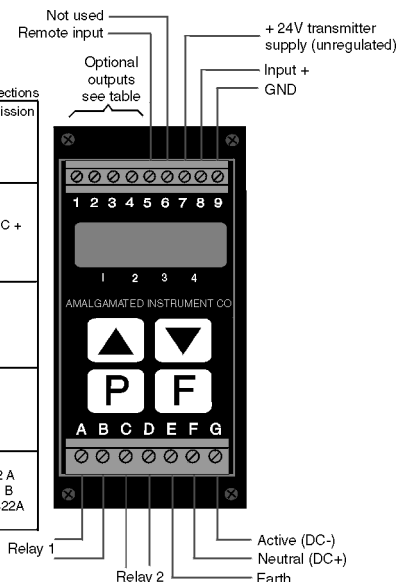 Not used
Remote input
+ 24V transmitter
supply (unregulated)
Optional
outputs
see table
Input +
GND
ections
ission
C +
2 A
B
22A
1 2 3 4 5 6 7 8 9
1 2 3 4
AMALGAMATED INSTRUMENT CO
P F
A B C D E F G
Relay 1
Relay 2
Active (DC-)
Neutral (DC+)
Earth